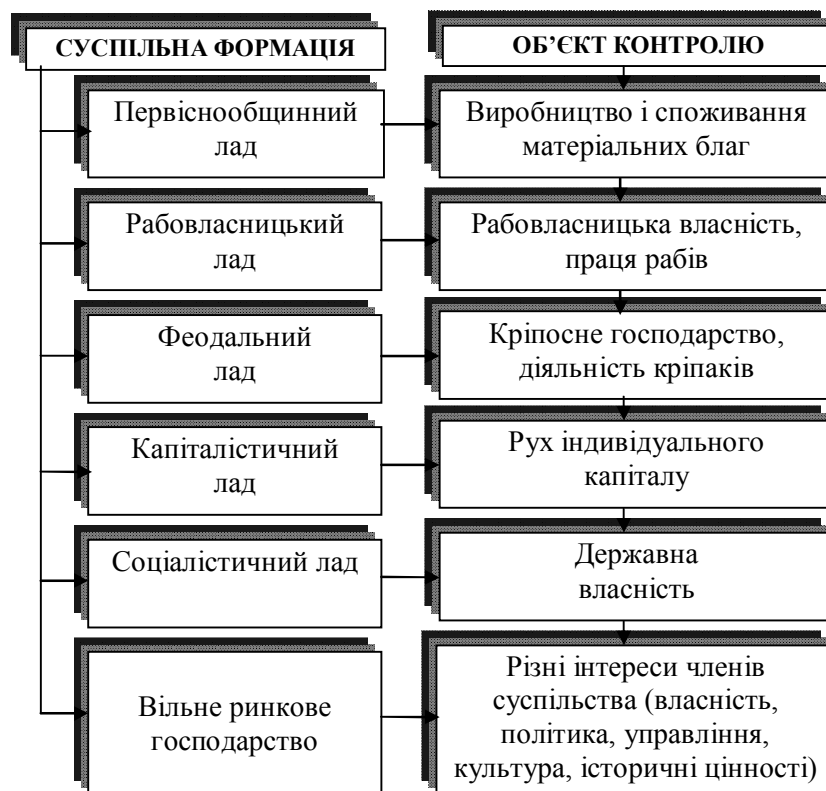 СУСПІЛЬНА ФОРМАЦІЯ
ОБ’ЄКТ КОНТРОЛЮ
Первіснообщинний
лад
Виробництво і споживання
матеріальних благ
Рабовласницький
лад
Рабовласницька власність,
праця рабів
Феодальний
лад
Кріпосне господарство,
діяльність кріпаків
Капіталістичний
лад
Рух індивідуального
капіталу
Соціалістичний лад
Державна
власність
Вільне ринкове
господарство
Різні інтереси членів
суспільства (власність,
політика, управління,
культура, історичні цінності)